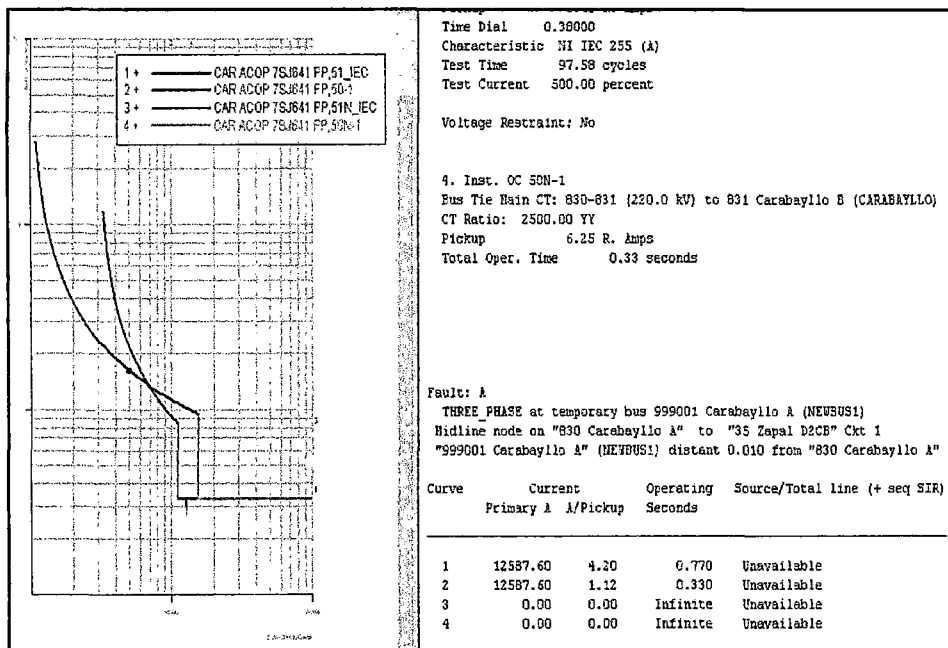 1 + CAR ACOP 7SJ641 FP,51_IEC
2 + CAR ACOP 7SJ641 FP,50-1
3 + CAR ACOP 7SJ641 FP,51N_IEC
4 + CAR ACOP 7SJ641 FP,50N-1
Time Dial 0.38000
Characteristic NI IEC 255 (A)
Test Time 97.58 cycles
Test Current 500.00 percent
Voltage Restraint: No
4. Inst. OC 50N-1
Bus Tie Main CT: 830-831 (220.0 kV) to 831 Carabayllo B (CARABAYLLO)
CT Ratio: 2500.00 YY
Pickup 6.25 R. Amps
Total Oper. Time 0.33 seconds
Fault: A
THREE_PHASE at temporary bus 999001 Carabayllo A (NEWBUS1)
Midline node on "830 Carabayllo A" to "35 Zapal D2CB" Ckt 1
"999001 Carabayllo A" (NEWBUS1) distant 0.010 from "830 Carabayllo A"
Curve Current Operating Source/Total line (+ seq SIR)
Primary A A/Pickup Seconds
1 12587.60 4.20 0.770 Unavailable
2 12587.60 1.12 0.330 Unavailable
3 0.00 0.00 Infinite Unavailable
4 0.00 0.00 Infinite Unavailable